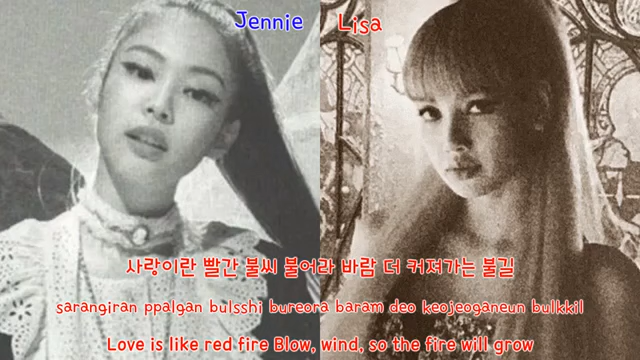 Jennie Lisa
사랑이란 빨간 불씨 불어라 바람 더 커져가는 불길
sarangiran ppalgan bulsshi bureora baram deo keojeoganeun bulkkil
Love is like red fire Blow, wind, so the fire will grow